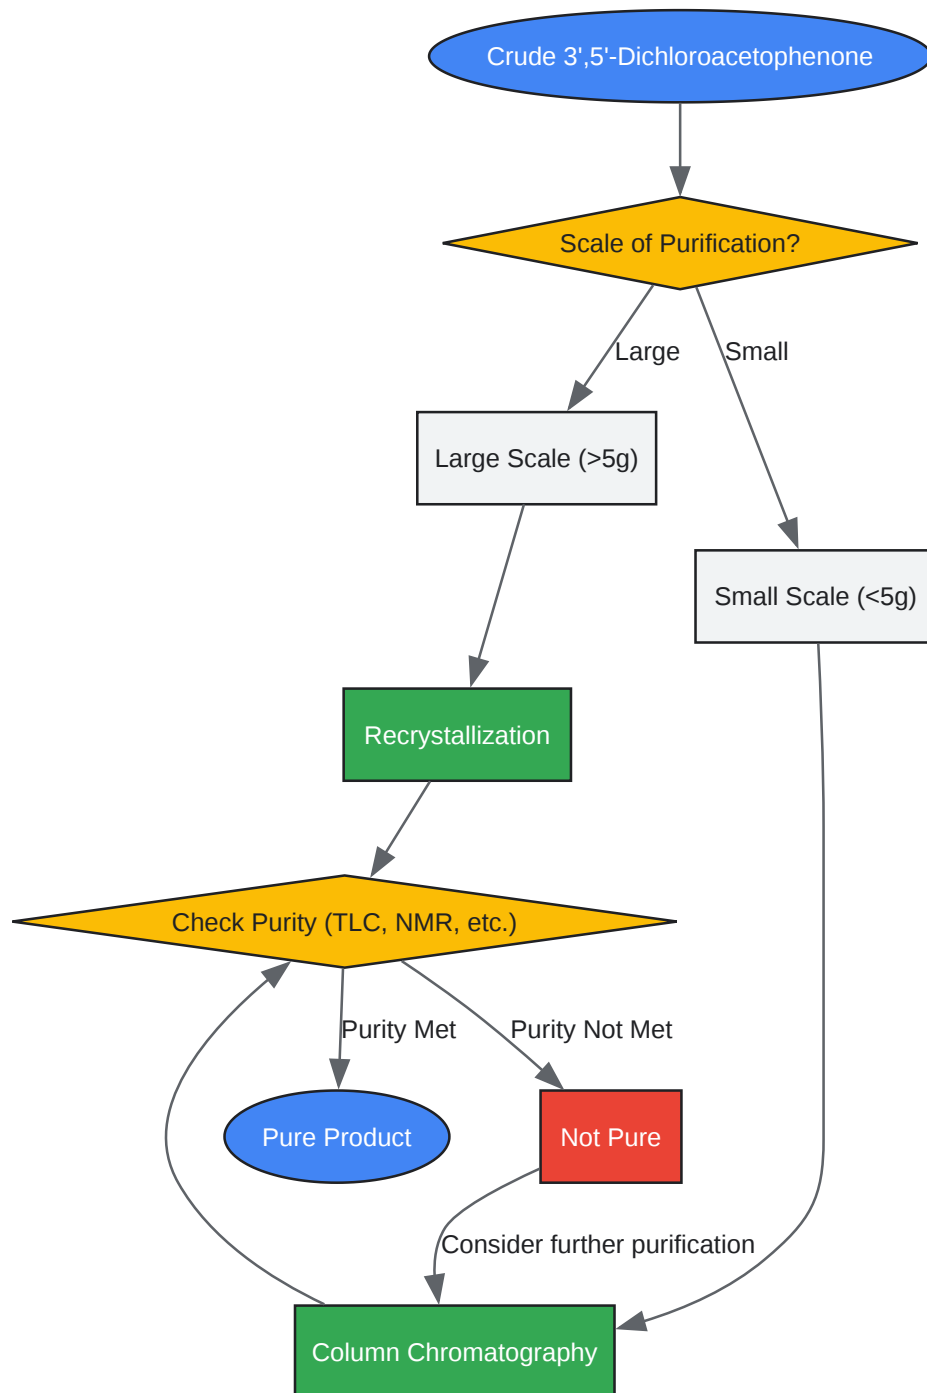 Crude 3',5'-Dichloroacetophenone
Scale of Purification?
Large
Small
Large Scale (>5g)
Small Scale (<5g)
Recrystallization
Check Purity (TLC, NMR, etc.)
Purity Met
Purity Not Met
Pure Product
Not Pure
Consider further purification
Column Chromatography